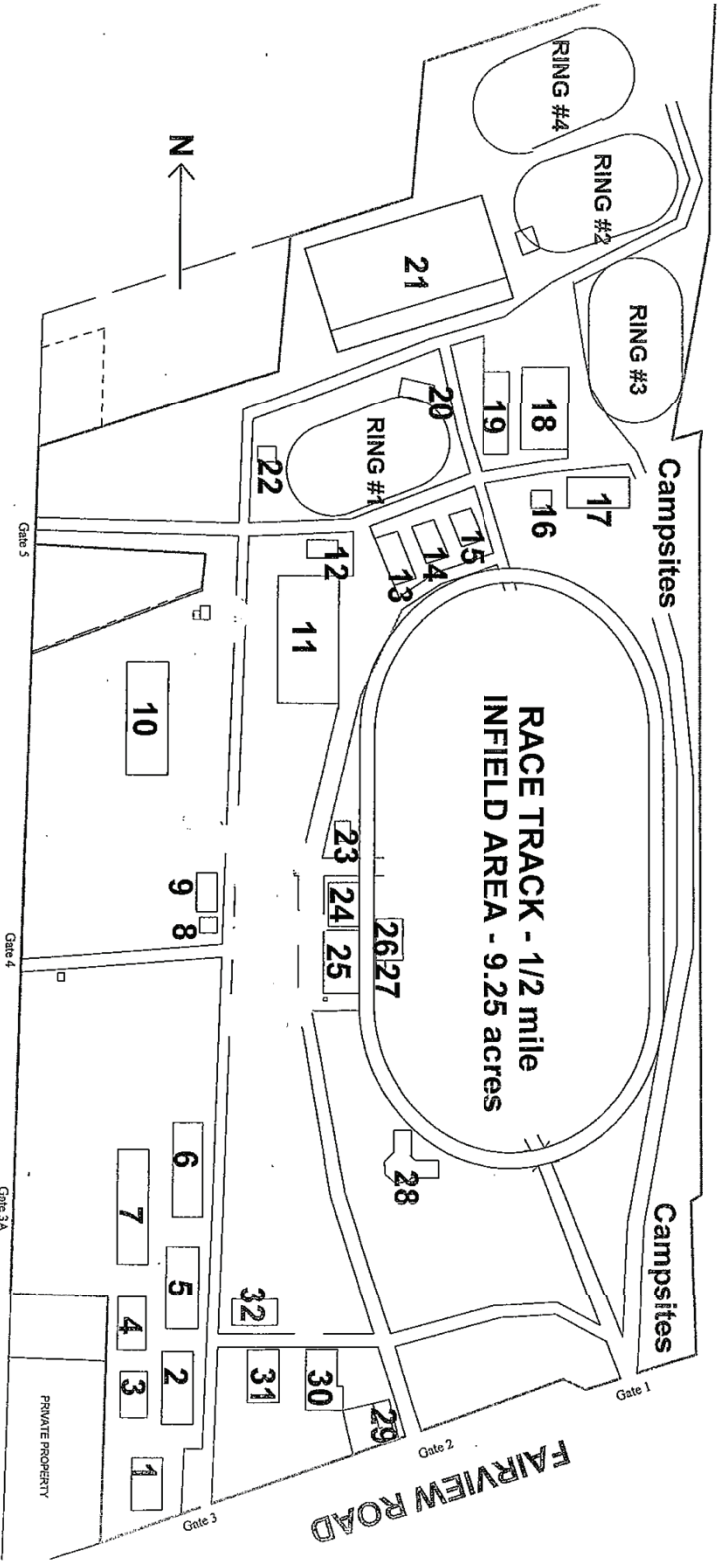 RING #4
RING #2
RING #3
RING #1
N
21
20
19
18
17
16
Campsites
22
12
13
14
15
11
10
RACE TRACK - 1/2 mile
INFIELD AREA - 9.25 acres
23
24
25
26
27
9
8
28
6
7
5
4
3
2
1
32
31
30
29
Campsites
Gate 5
Gate 4
Gate 3A
Gate 3
Gate 2
Gate 1
PRIVATE PROPERTY
FAIRVIEW ROAD